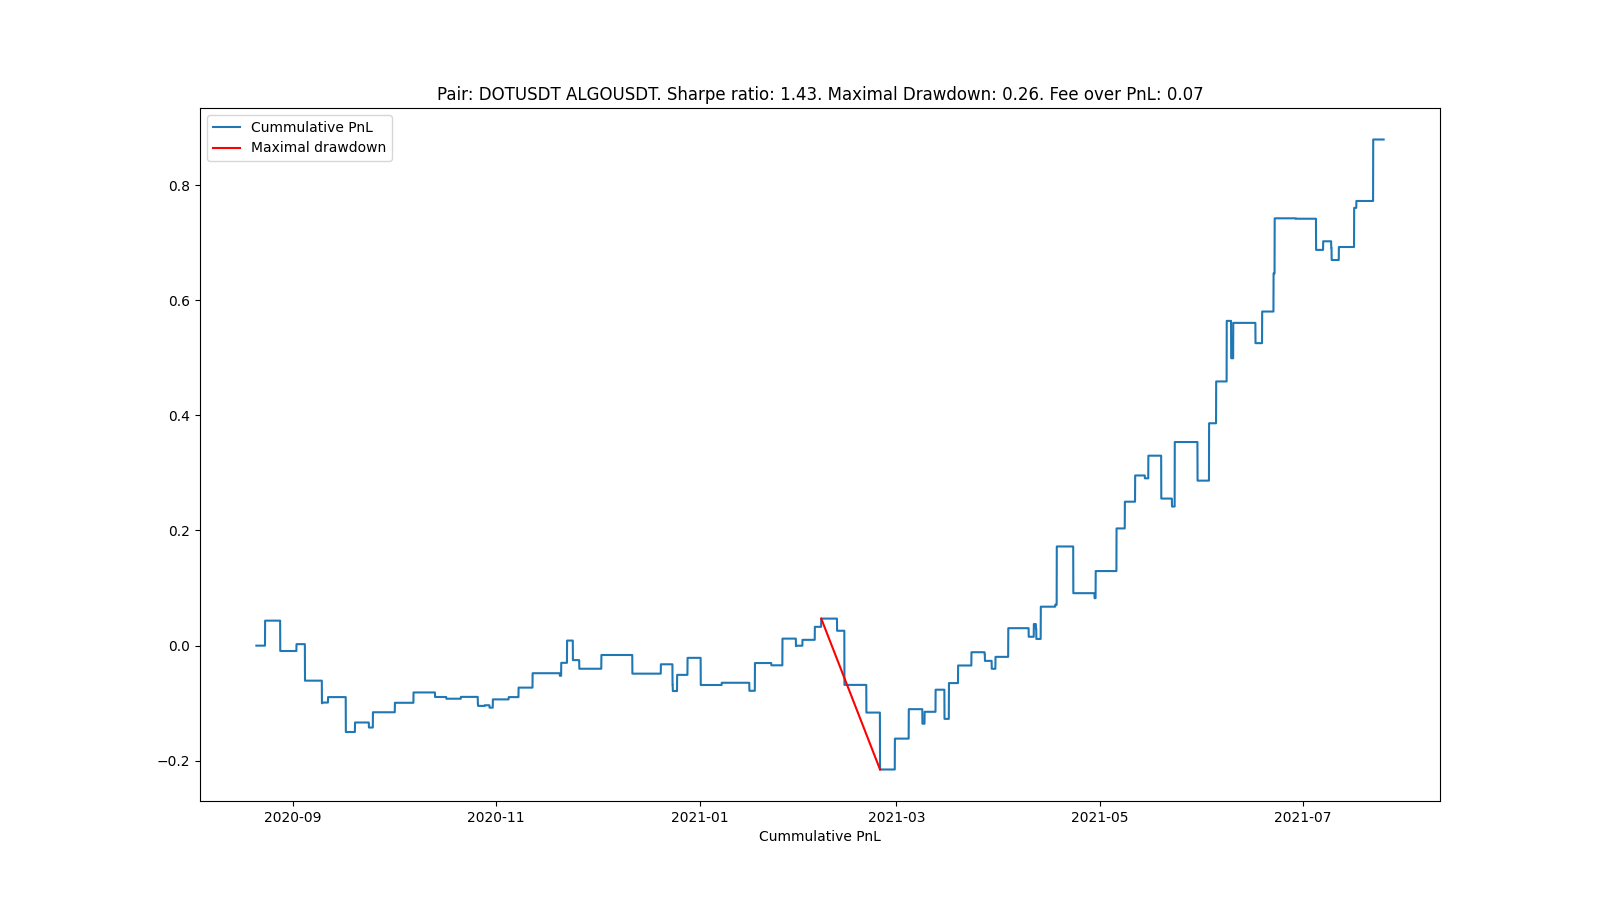 Pair: DOTUSDT ALGOUSDT. Sharpe ratio: 1.43. Maximal Drawdown: 0.26. Fee over PnL: 0.07
Cummulative PnL
Maximal drawdown
0.8
0.6
0.4
0.2
0.0
−0.2
2020-09 2020-11 2021-01 2021-03 2021-05 2021-07
Cummulative PnL